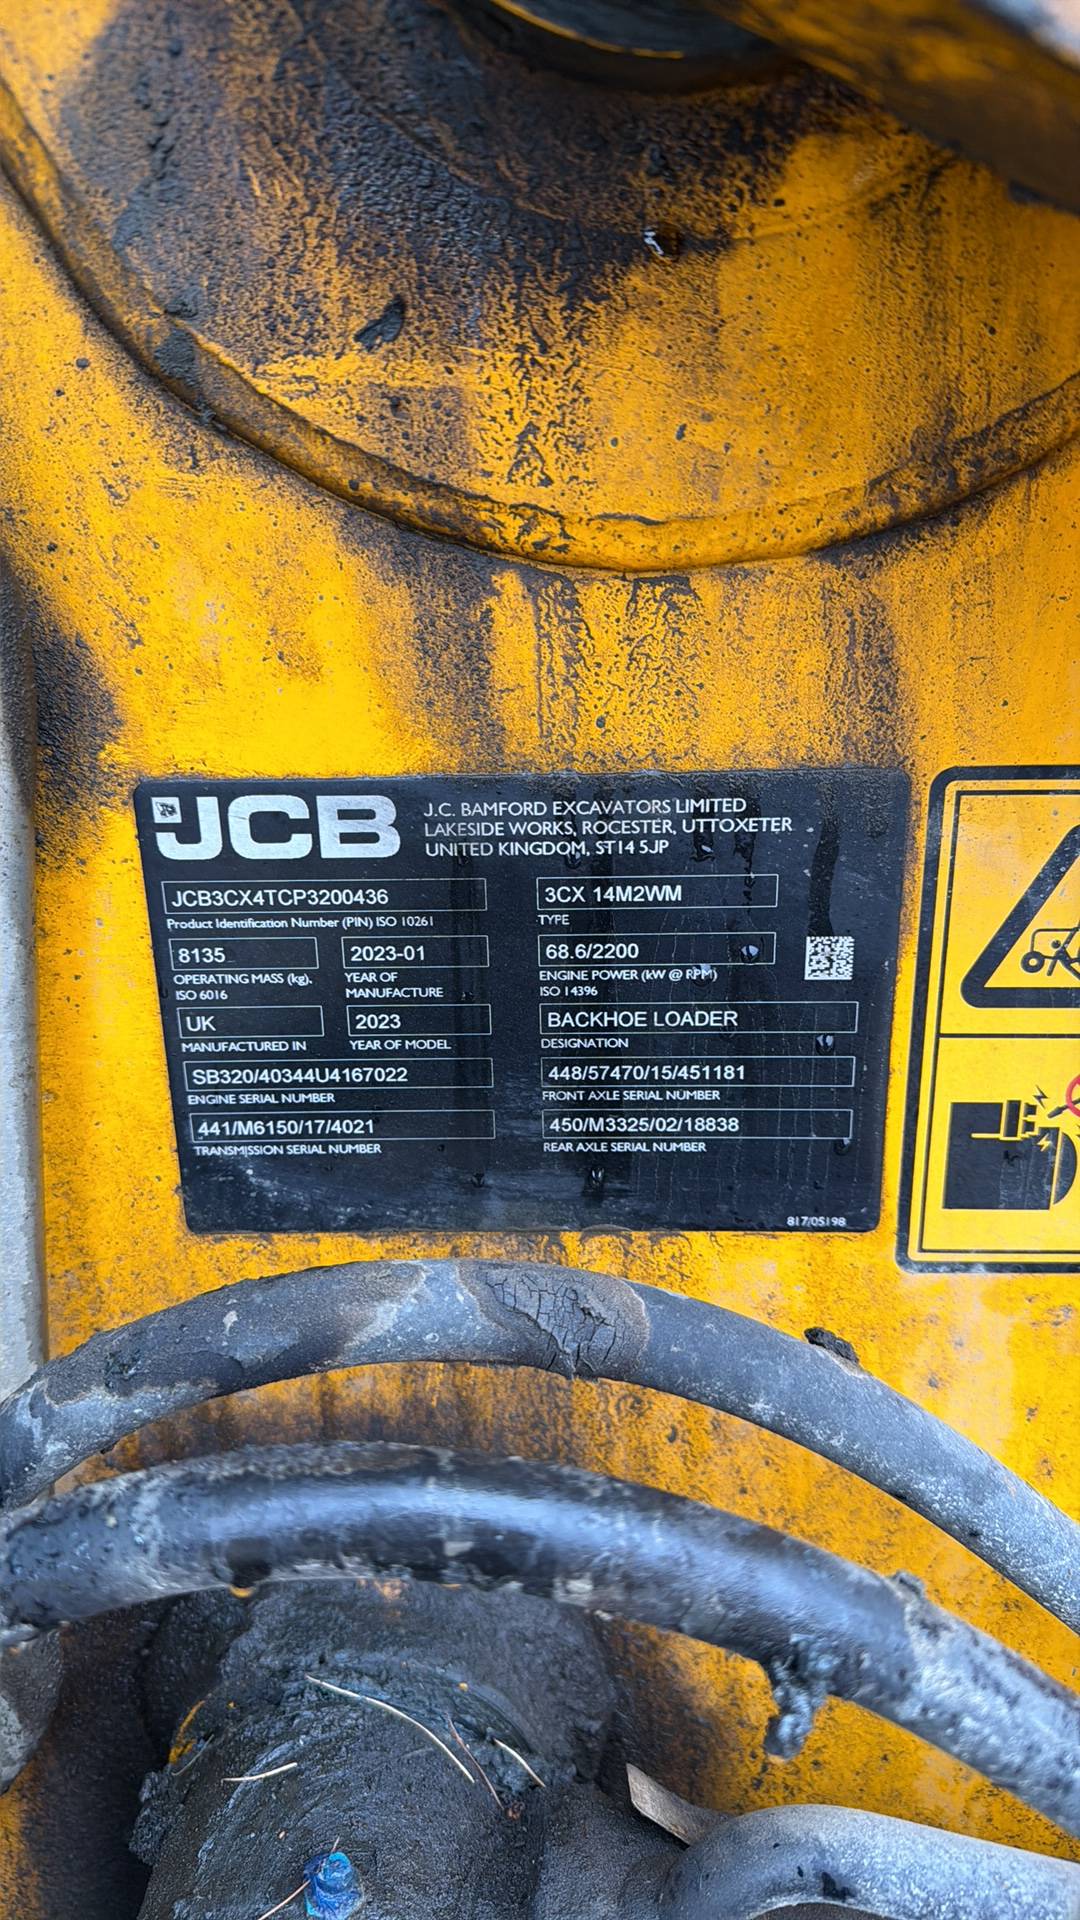 JCB
J.C. BAMFORD EXCAVATORS LIMITED
LAKESIDE WORKS, ROCESTER, UTTOXETER
UNITED KINGDOM, ST14 5JP
JCB3CX4TCP3200436
Product Identification Number (PIN) ISO 10261
3CX 14M2WM
TYPE
8135
OPERATING MASS (kg).
ISO 6016
2023-01
YEAR OF
MANUFACTURE
68.6/2200
ENGINE POWER (kW @ RPM)
ISO 14396
UK
MANUFACTURED IN
2023
YEAR OF MODEL
BACKHOE LOADER
DESIGNATION
SB320/40344U4167022
ENGINE SERIAL NUMBER
448/57470/15/451181
FRONT AXLE SERIAL NUMBER
441/M6150/17/4021
TRANSMISSION SERIAL NUMBER
450/M3325/02/18838
REAR AXLE SERIAL NUMBER
817/05198